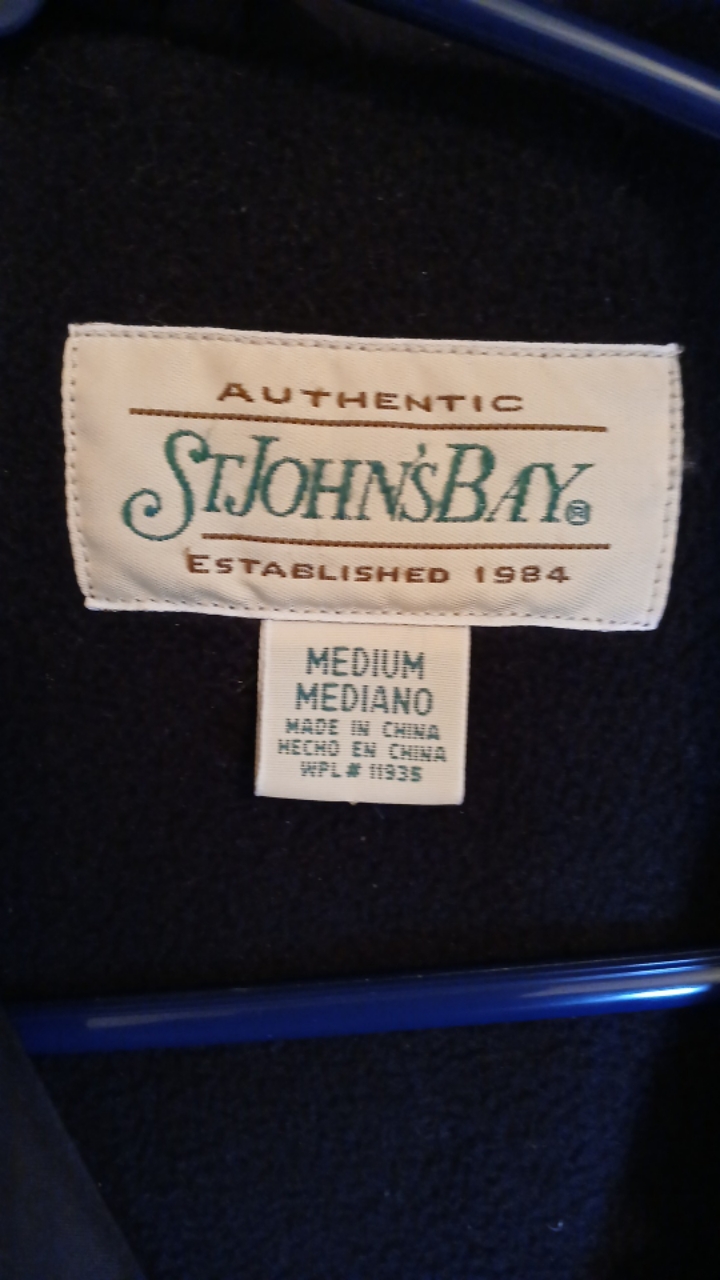 AUTHENTIC
ST JOHN'S BAY®
ESTABLISHED 1984
MEDIUM
MEDIANO
MADE IN CHINA
HECHO EN CHINA
WPL# 11935